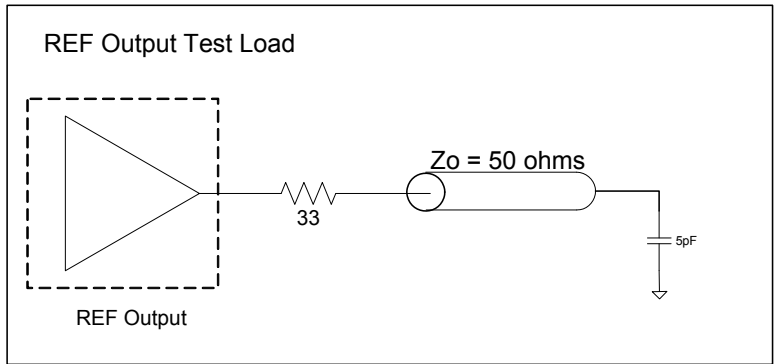 REF Output Test Load
Zo = 50 ohms
33
5pF
REF Output